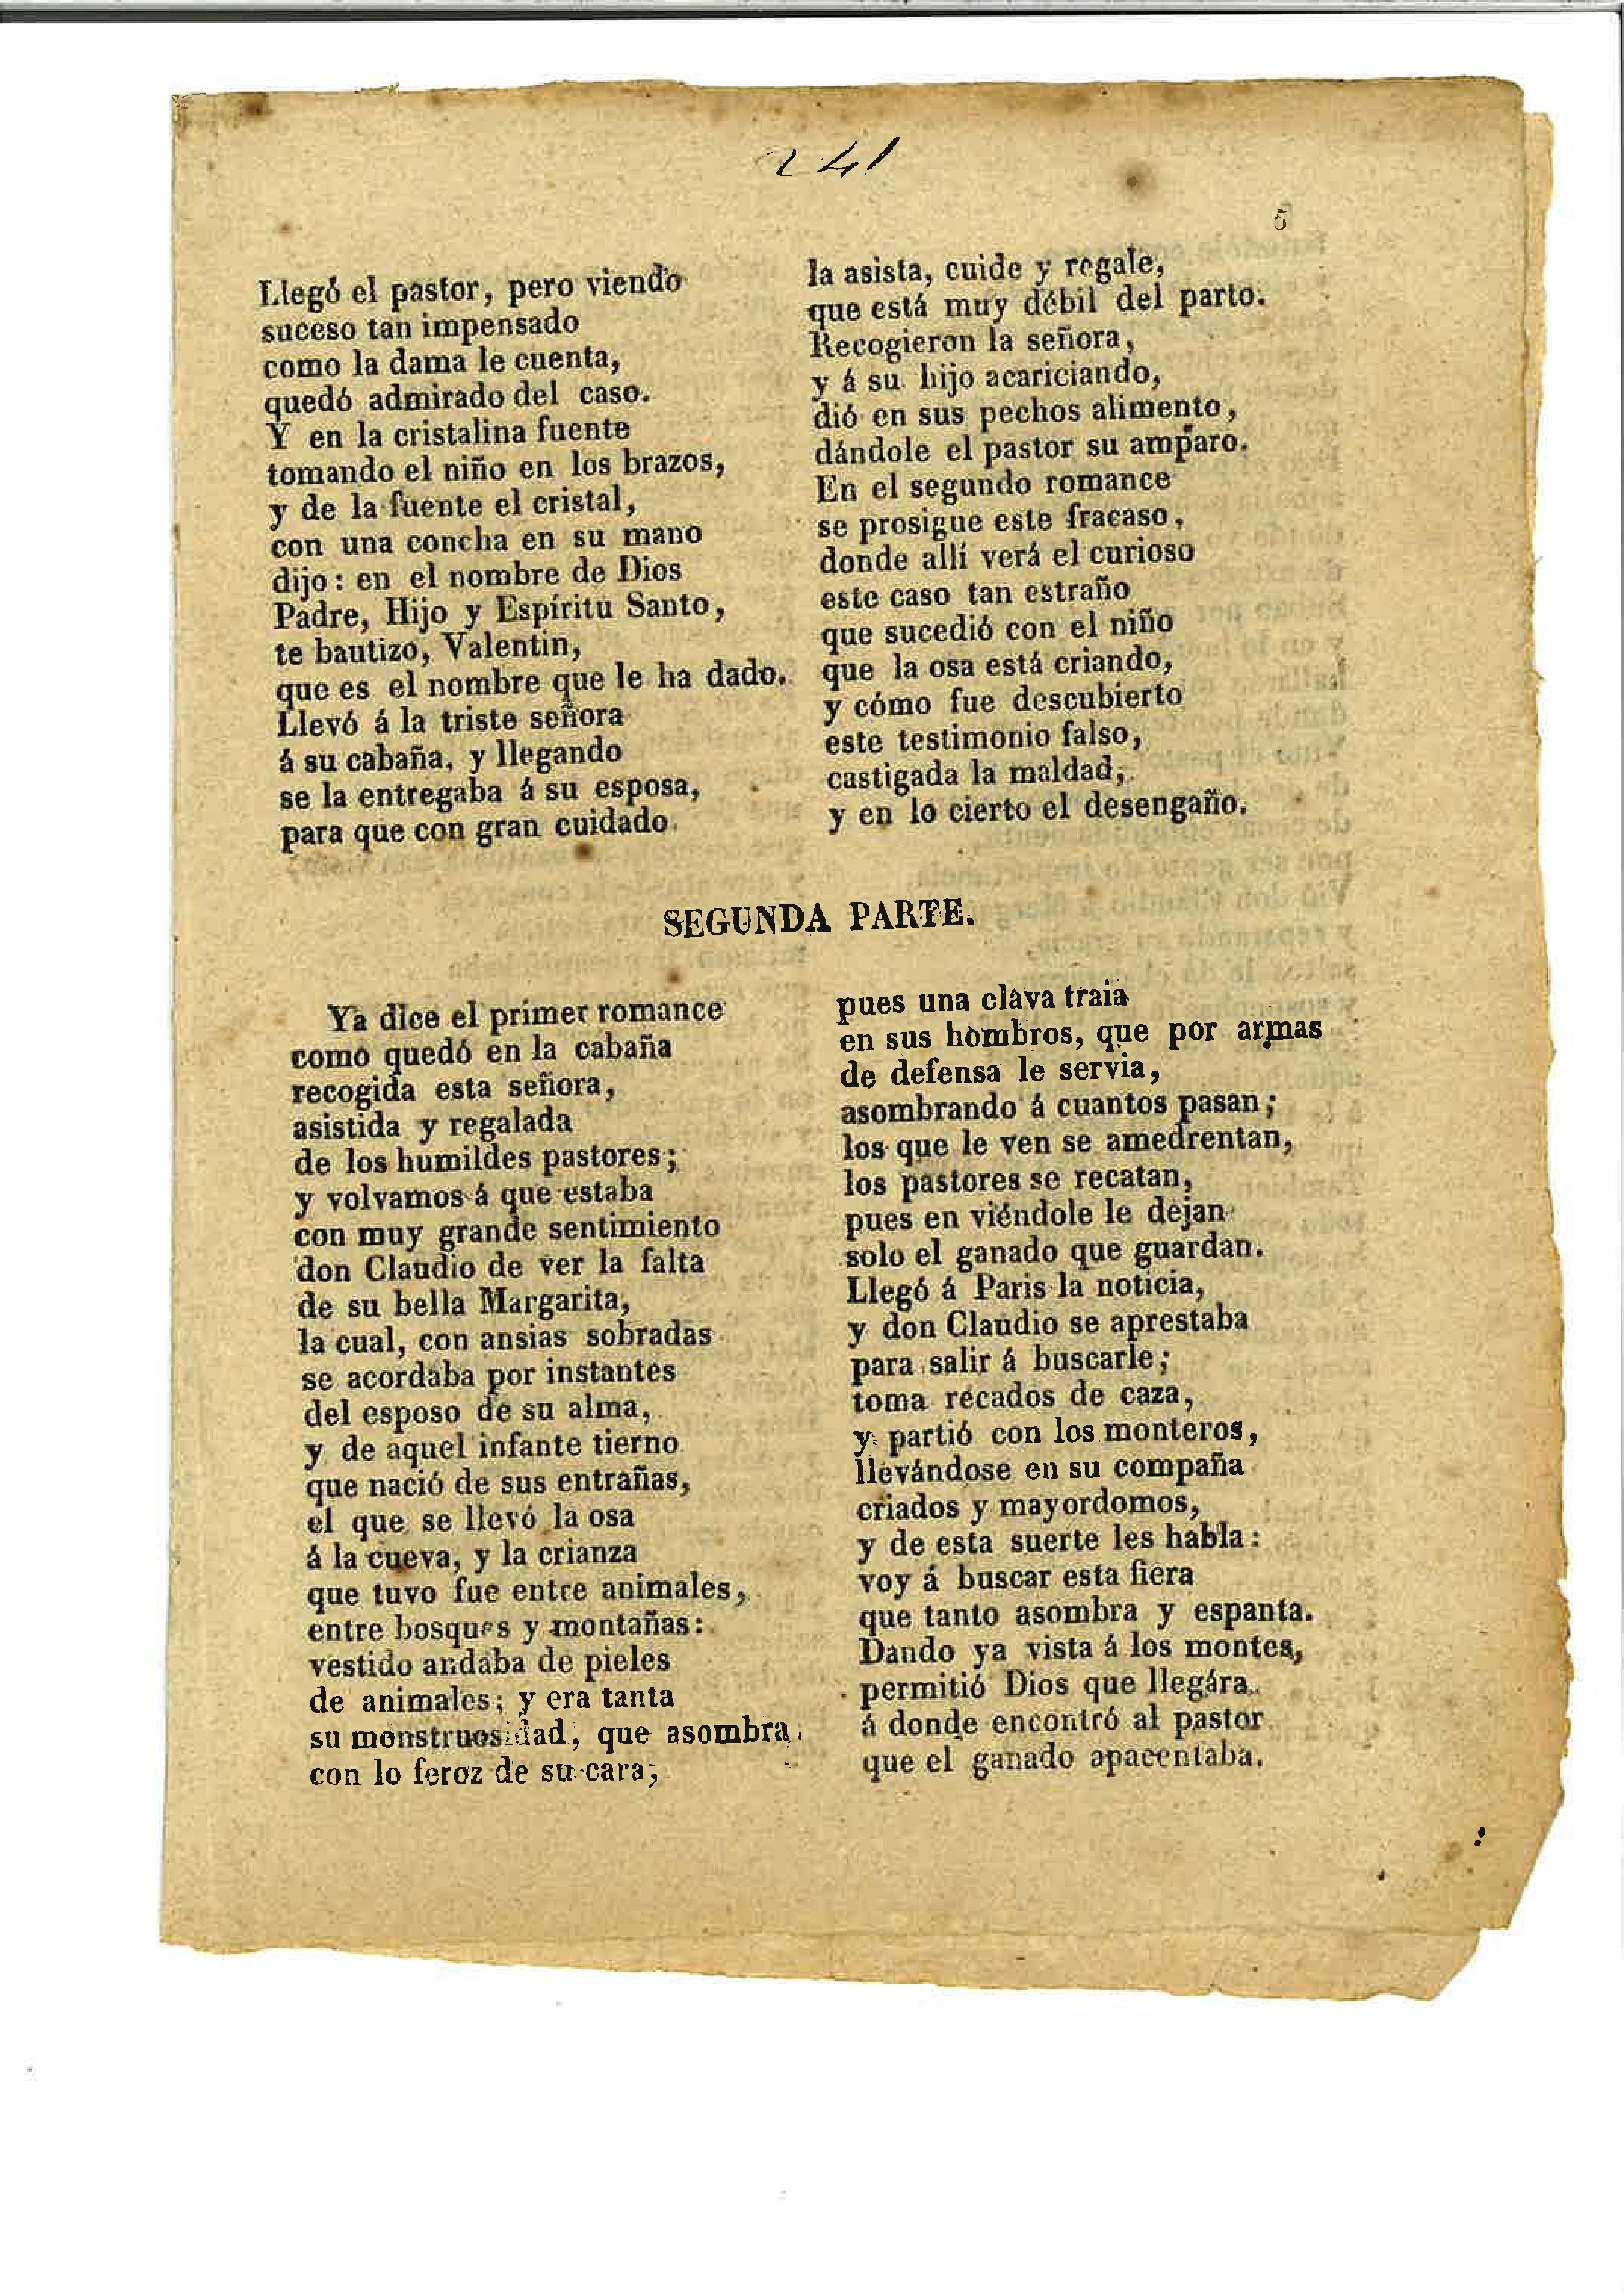 241
5
Llegó el pastor, pero viendo
suceso tan impensado
como la dama le cuenta,
quedó admirado del caso.
Y en la cristalina fuente
tomando el niño en los brazos,
y de la fuente el cristal,
con una concha en su mano
dijo: en el nombre de Dios
Padre, Hijo y Espíritu Santo,
te bautizo, Valentin,
que es el nombre que le ha dado.
Llevó á la triste señora
á su cabaña, y llegando
se la entregaba á su esposa,
para que con gran cuidado
la asista, cuide y regale,
que está muy débil del parto.
Recogieron la señora,
y á su hijo acariciando,
dió en sus pechos alimento,
dándole el pastor su amparo.
En el segundo romance
se prosigue este fracaso,
donde allí verá el curioso
este caso tan estraño
que sucedió con el niño
que la osa está criando,
y cómo fue descubierto
este testimonio falso,
castigada la maldad,
y en lo cierto el desengaño.
SEGUNDA PARTE.
Ya dice el primer romance
como quedó en la cabaña
recogida esta señora,
asistida y regalada
de los humildes pastores;
y volvamos á que estaba
con muy grande sentimiento
don Claudio de ver la falta
de su bella Margarita,
la cual, con ansias sobradas
se acordaba por instantes
del esposo de su alma,
y de aquel infante tierno
que nació de sus entrañas,
el que se llevó la osa
á la cueva, y la crianza
que tuvo fue entre animales,
entre bosques y montañas:
vestido andaba de pieles
de animales; y era tanta
su monstruosidad, que asombra
con lo feroz de su cara;
pues una clava traia
en sus hombros, que por armas
de defensa le servia,
asombrando á cuantos pasan;
los que le ven se amedrentan,
los pastores se recatan,
pues en viéndole le dejan
solo el ganado que guardan.
Llegó á Paris la noticia,
y don Claudio se aprestaba
para salir á buscarle;
toma recados de caza,
y partió con los monteros,
llevándose en su compaña
criados y mayordomos,
y de esta suerte les habla:
voy á buscar esta fiera
que tanto asombra y espanta.
Dando ya vista á los montes,
permitió Dios que llegára
á donde encontró al pastor
que el ganado apacentaba.